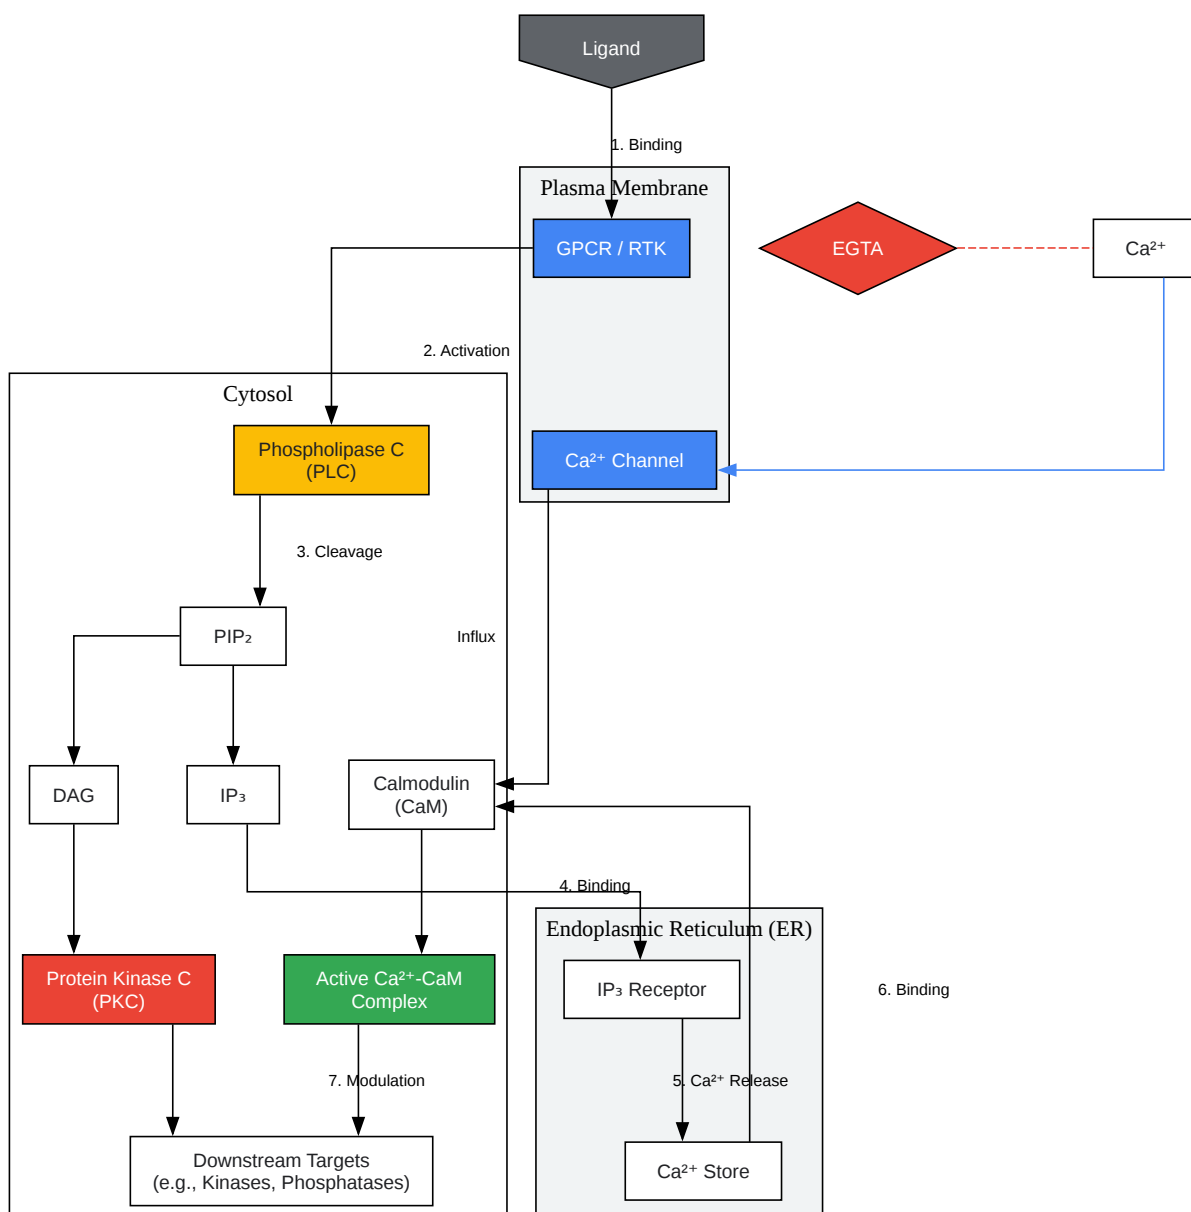 Ligand
1. Binding
Plasma Membrane
GPCR / RTK
EGTA
Ca²⁺
2. Activation
Cytosol
Phospholipase C
(PLC)
Ca²⁺ Channel
3. Cleavage
PIP₂
Influx
DAG
IP₃
Calmodulin
(CaM)
4. Binding
Endoplasmic Reticulum (ER)
Protein Kinase C
(PKC)
Active Ca²⁺-CaM
Complex
IP₃ Receptor
6. Binding
7. Modulation
5. Ca²⁺ Release
Downstream Targets
(e.g., Kinases, Phosphatases)
Ca²⁺ Store